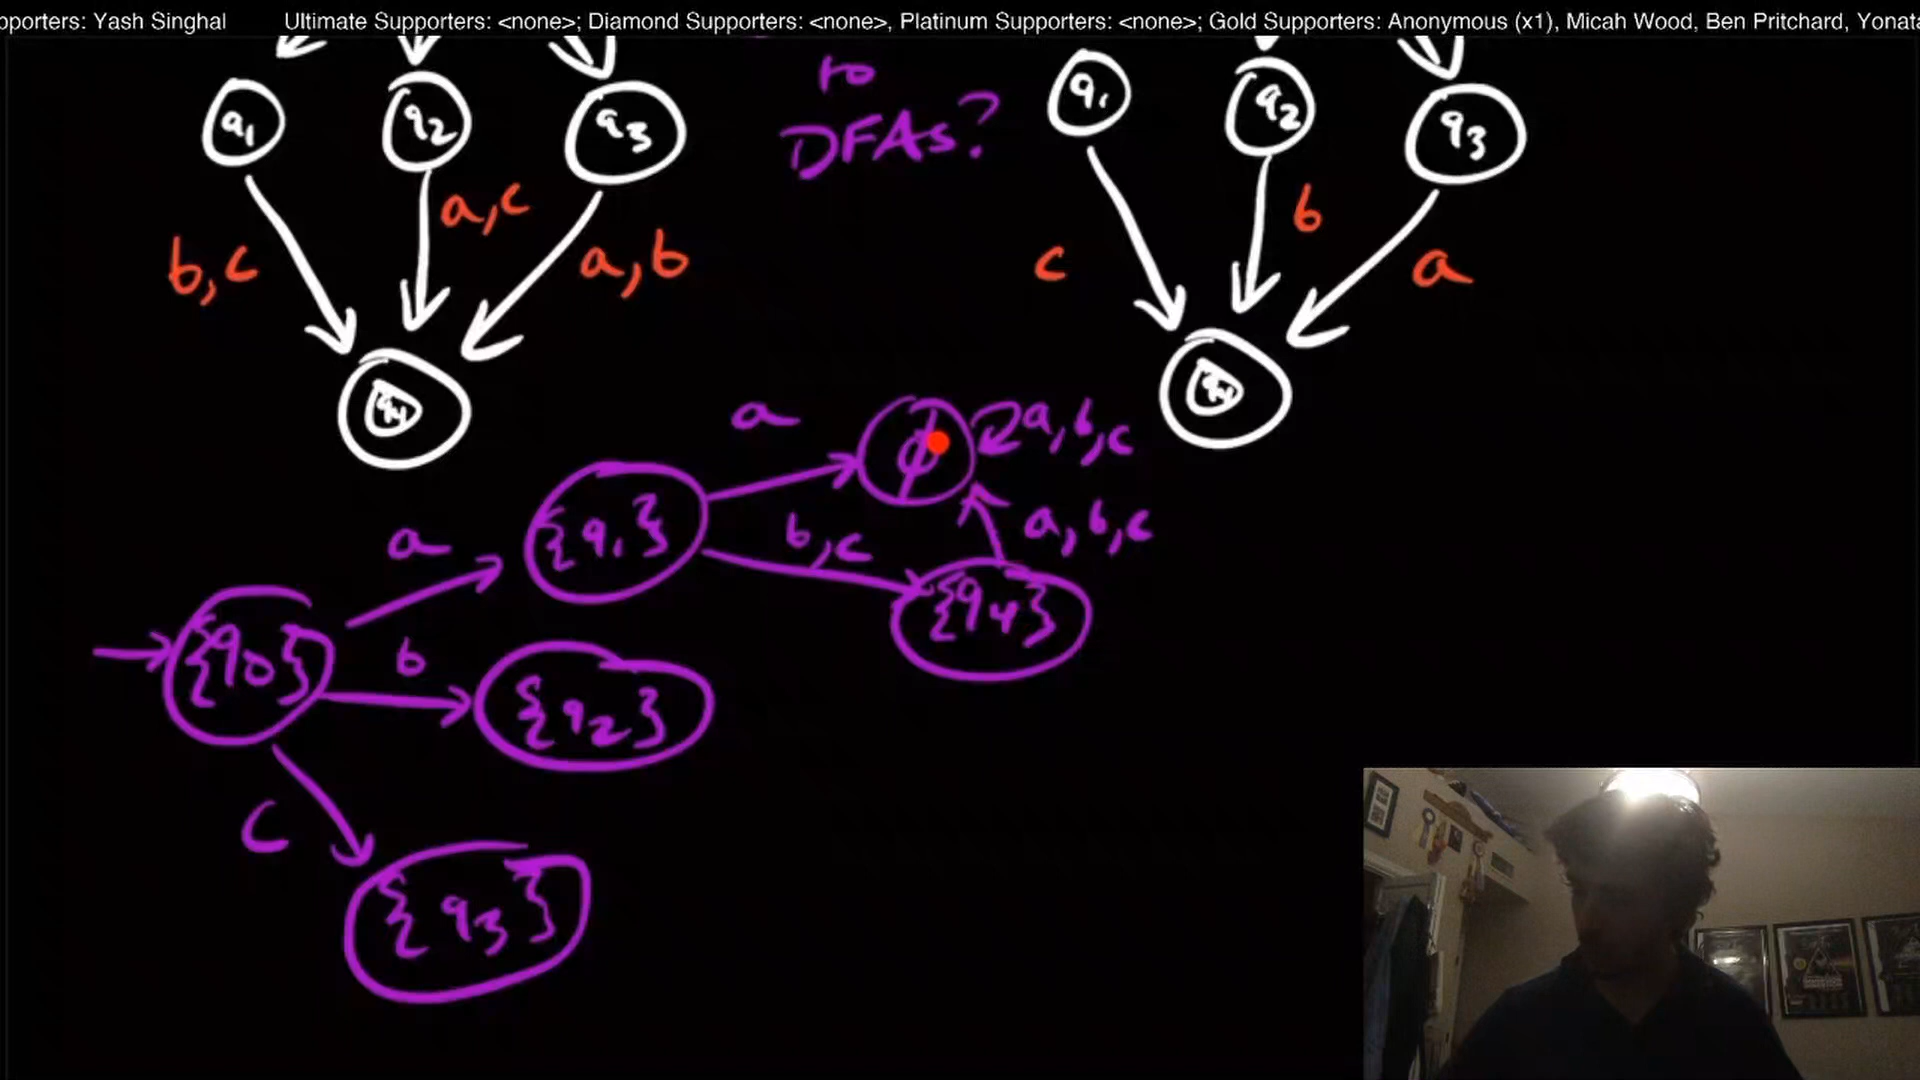 pporters: Yash Singhal Ultimate Supporters: <none>; Diamond Supporters: <none>, Platinum Supporters: <none>; Gold Supporters: Anonymous (x1), Micah Wood, Ben Pritchard, Yonata
to
DFAs?
q1 q2 q3
q1 q2 q3
b,c a,c a,b
c b a
q4
q4
a
∅ a,b,c
a {q1} b,c a,b,c
{q4}
{q0} b {q2}
c
{q3}